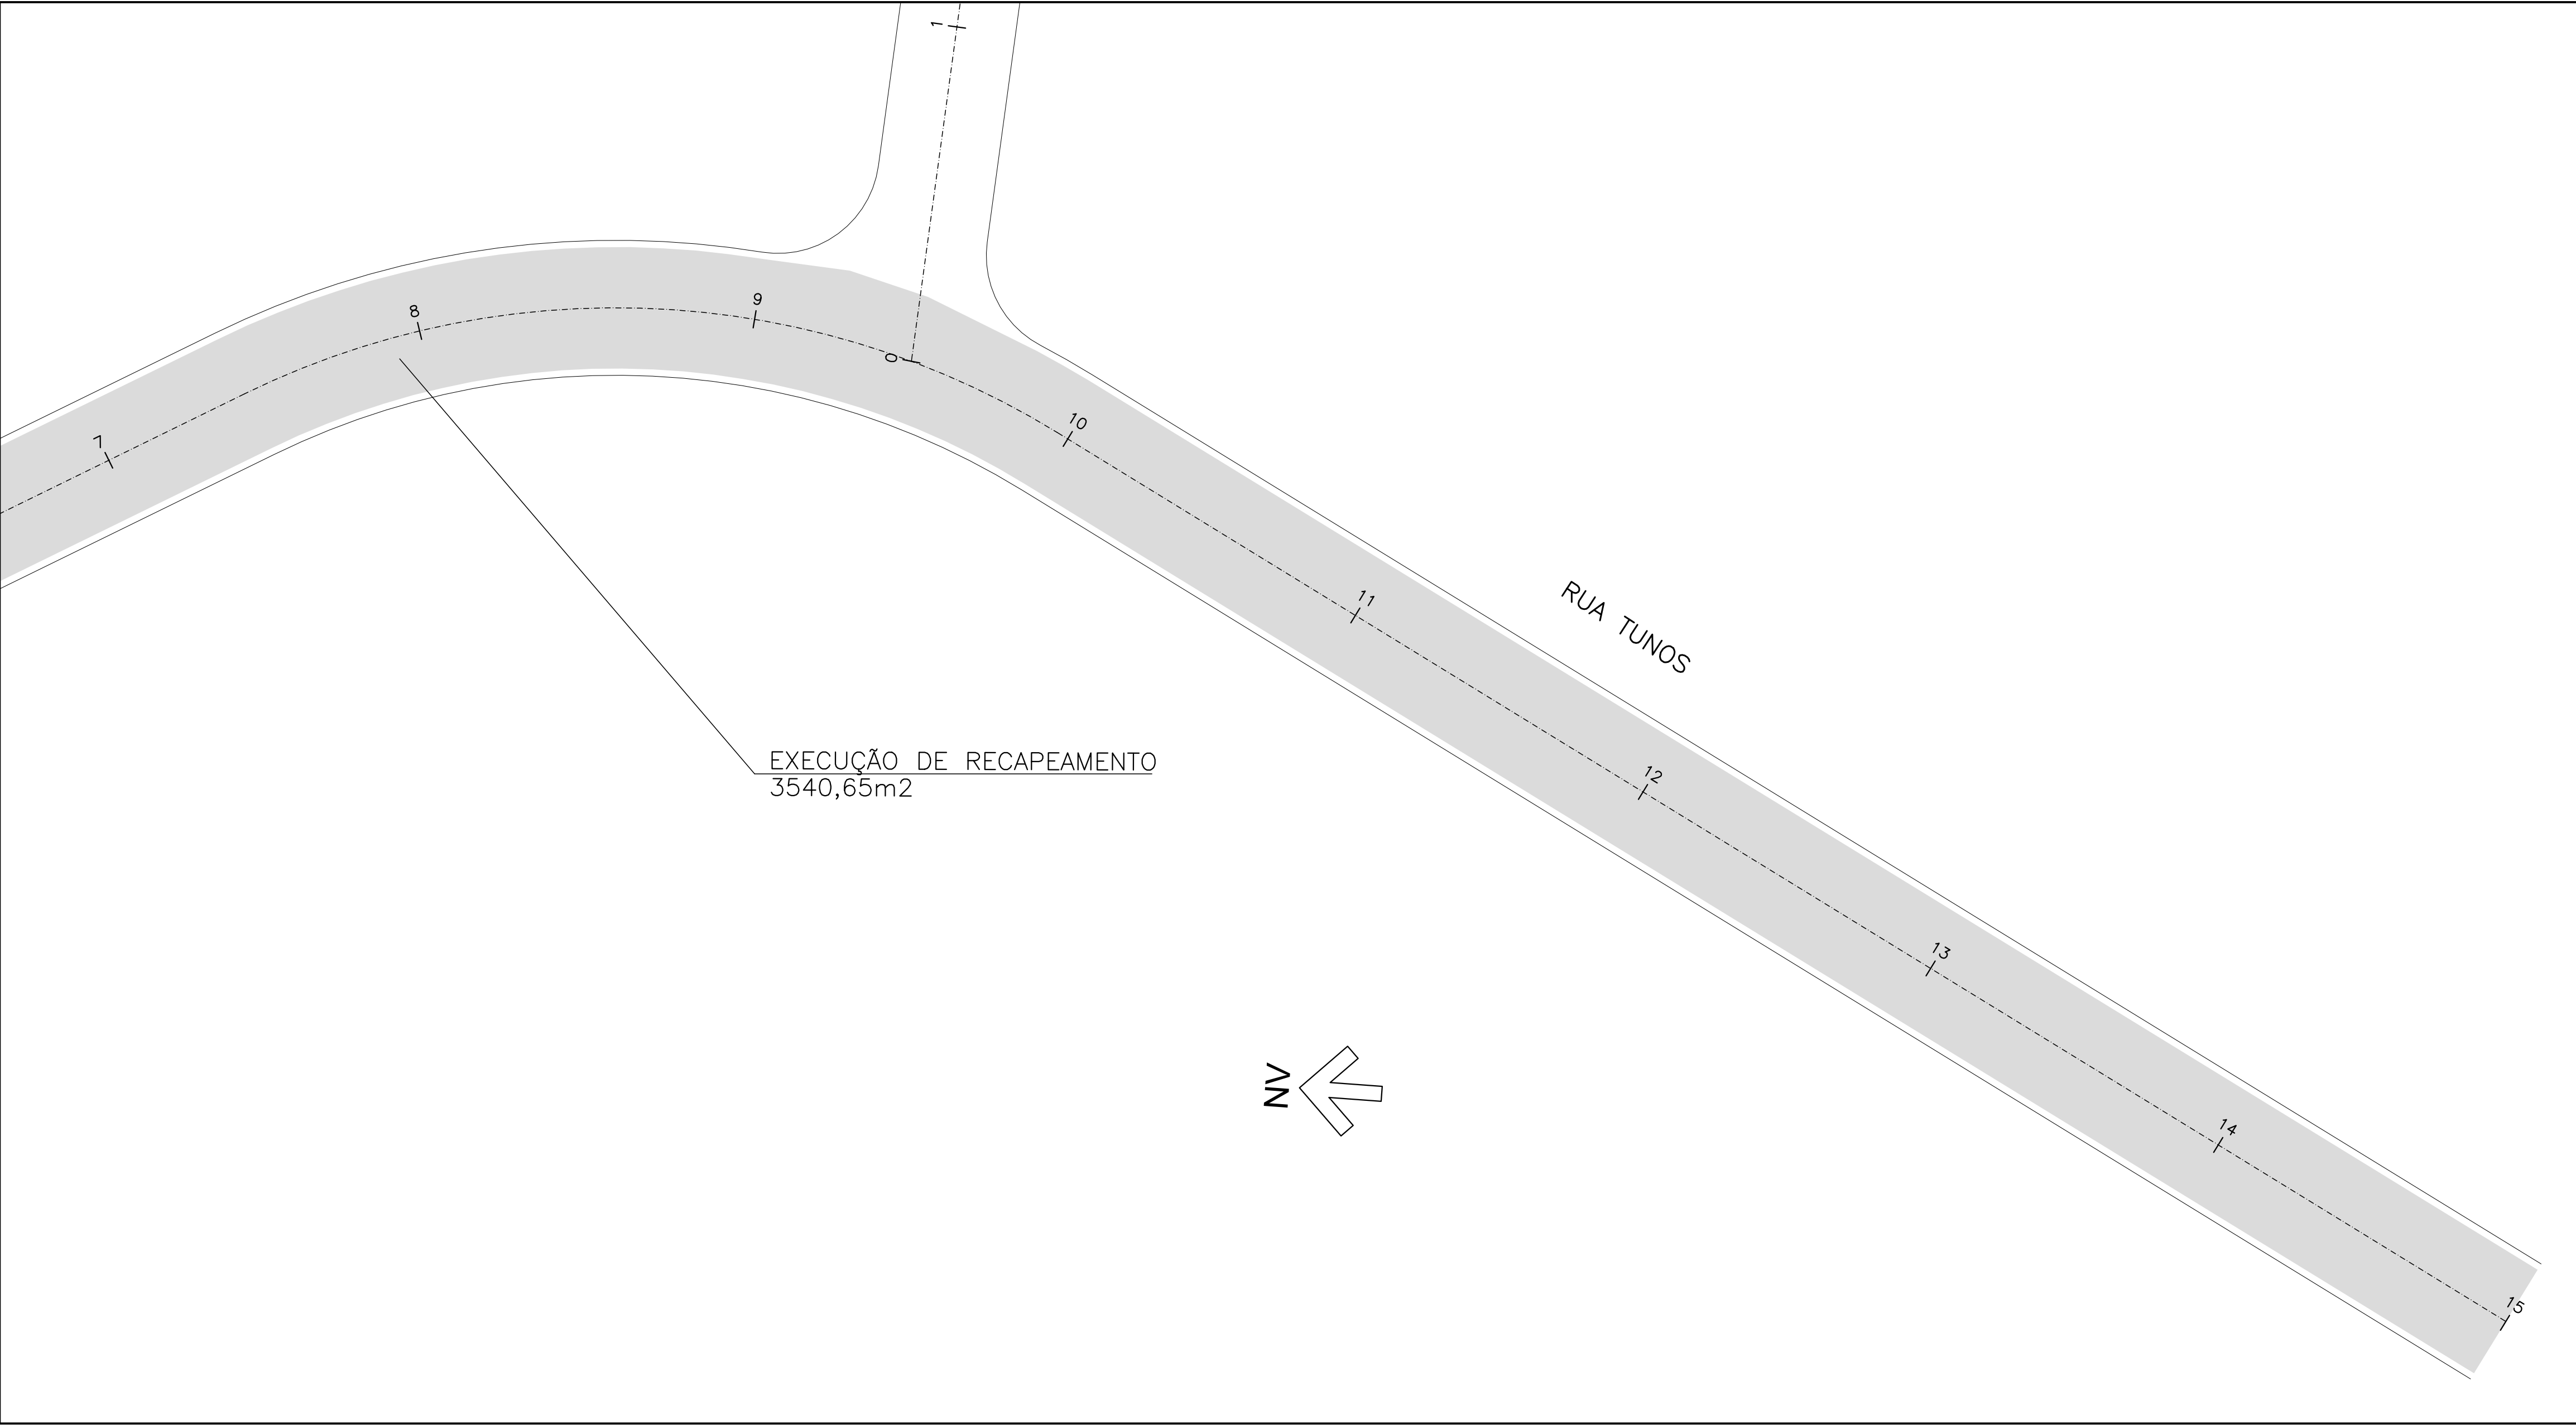 1
8
9
0
7
10
11
RUA TUNOS
12
EXECUÇÃO DE RECAPEAMENTO
3540,65m2
13
NV
14
15